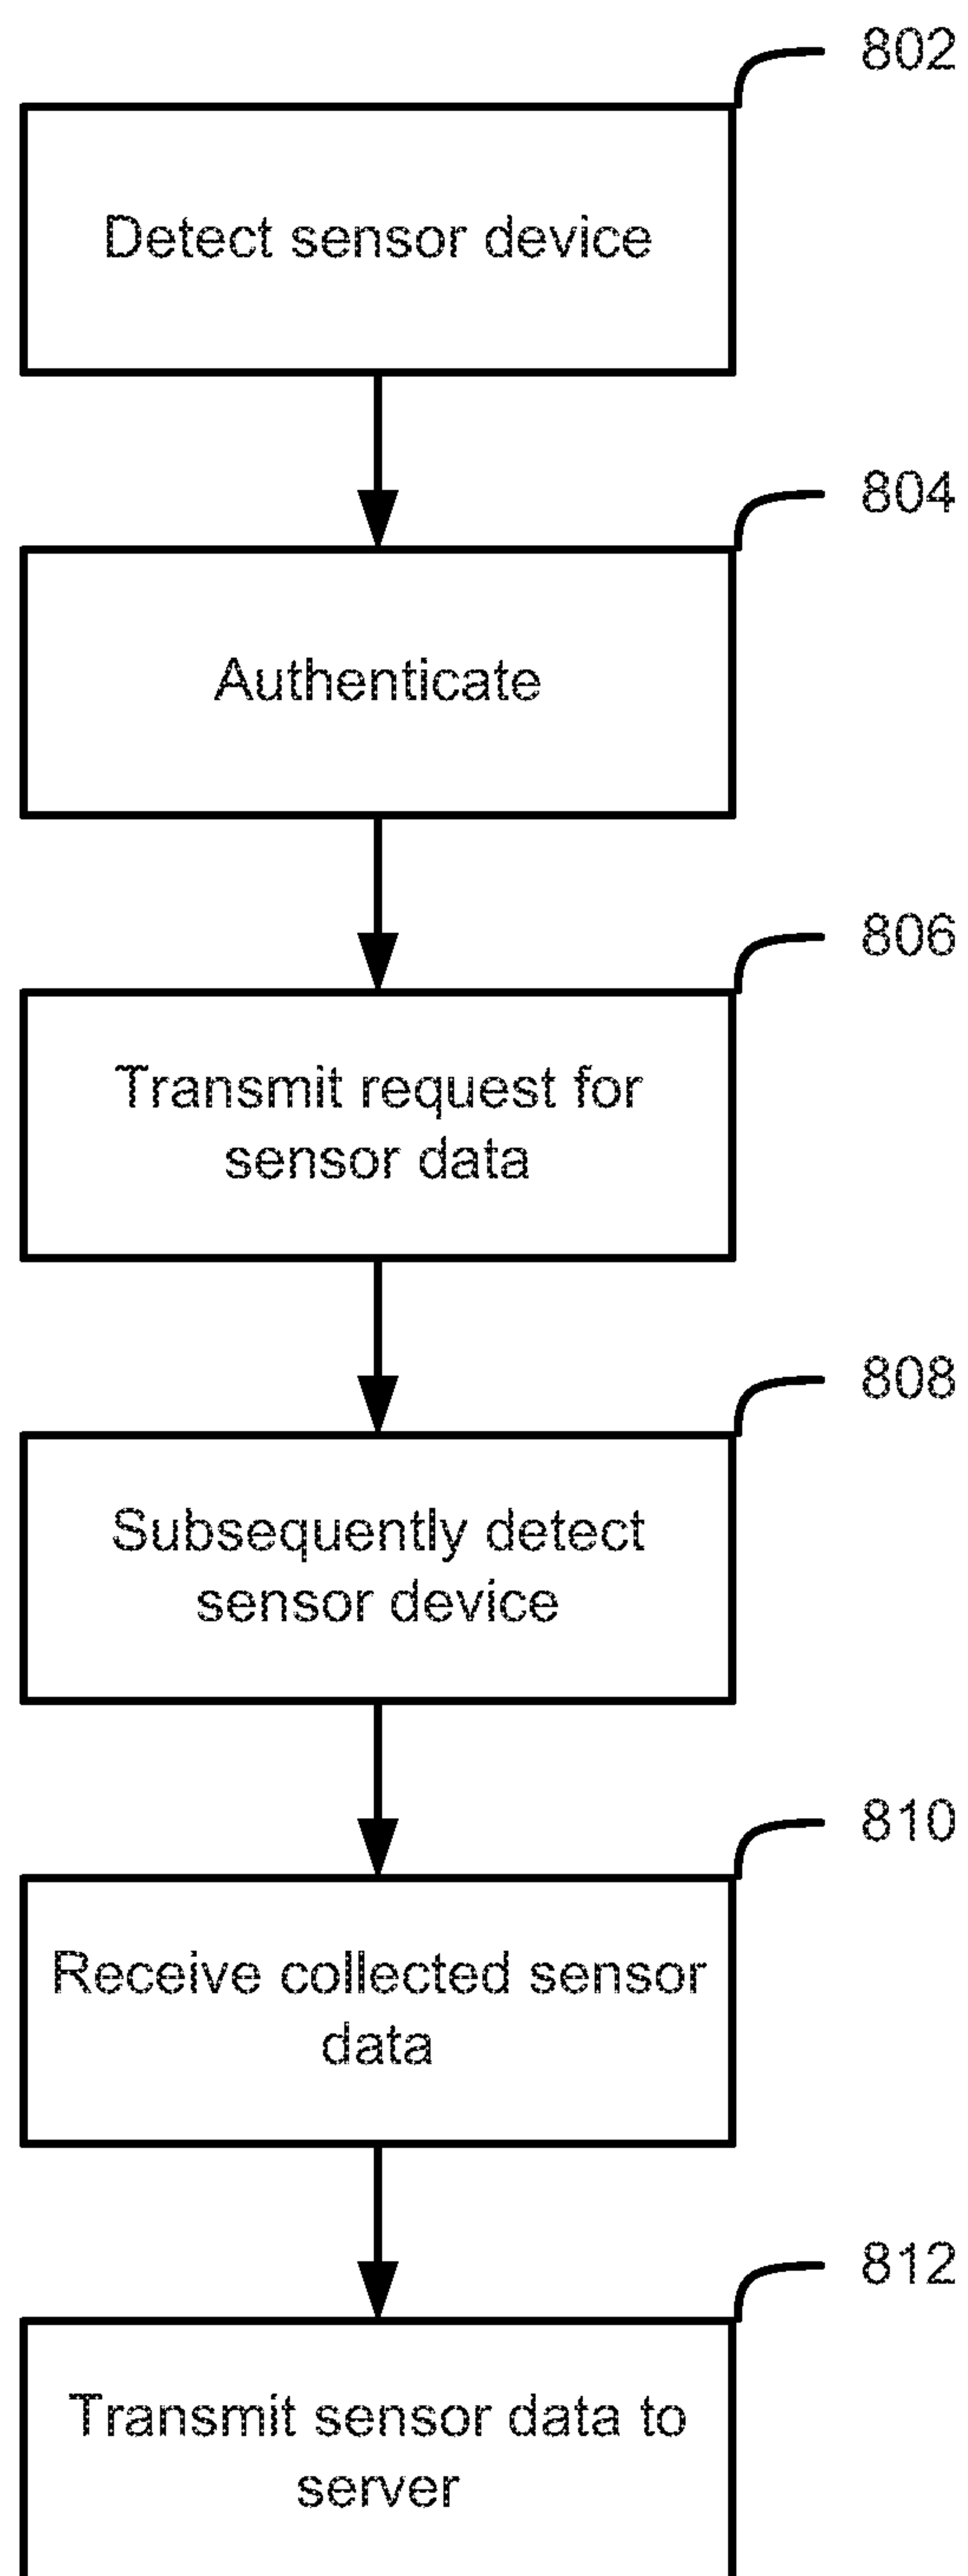 802
Detect sensor device
804
Authenticate
806
Transmit request for
sensor data
808
Subsequently detect
sensor device
810
Receive collected sensor
data
812
Transmit sensor data to
server